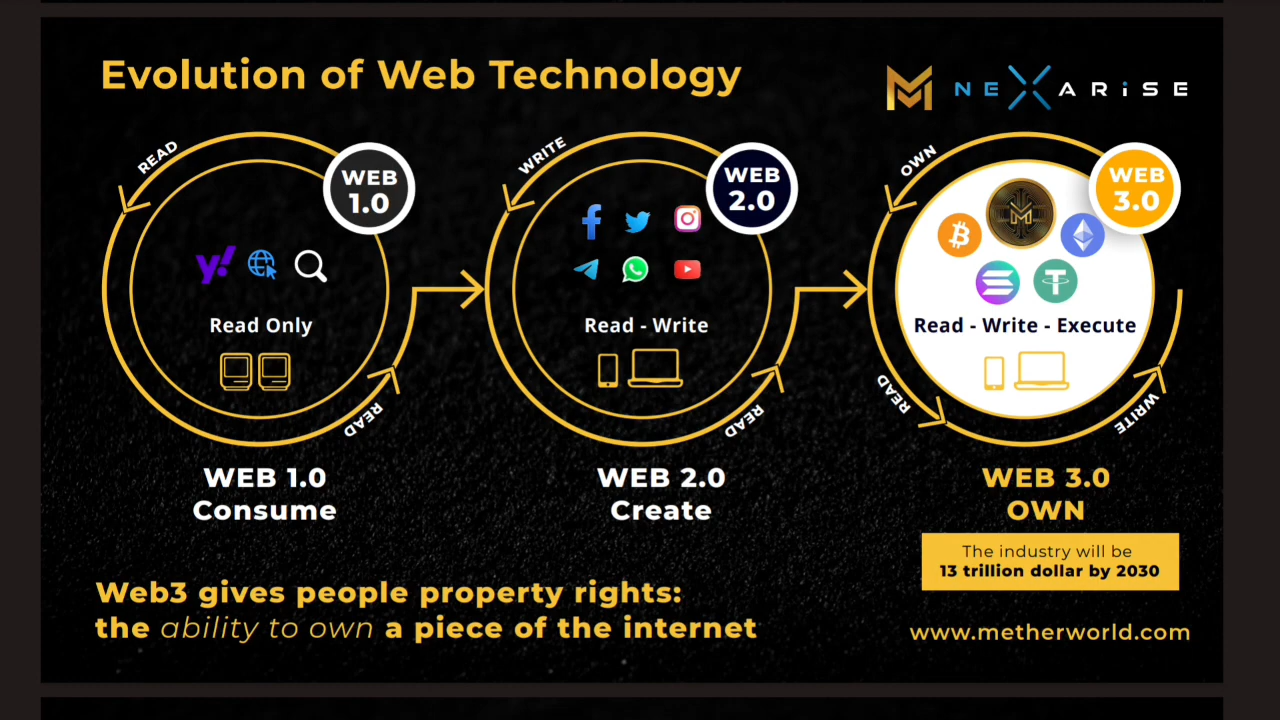 Evolution of Web Technology
NEXARiSE
READ
WEB
1.0
y!
Read Only
READ
WEB 1.0
Consume
WRITE
WEB
2.0
Read - Write
READ
WEB 2.0
Create
OWN
WEB
3.0
Read - Write - Execute
READ
WRITE
WEB 3.0
OWN
The industry will be
13 trillion dollar by 2030
Web3 gives people property rights:
the ability to own a piece of the internet
www.metherworld.com